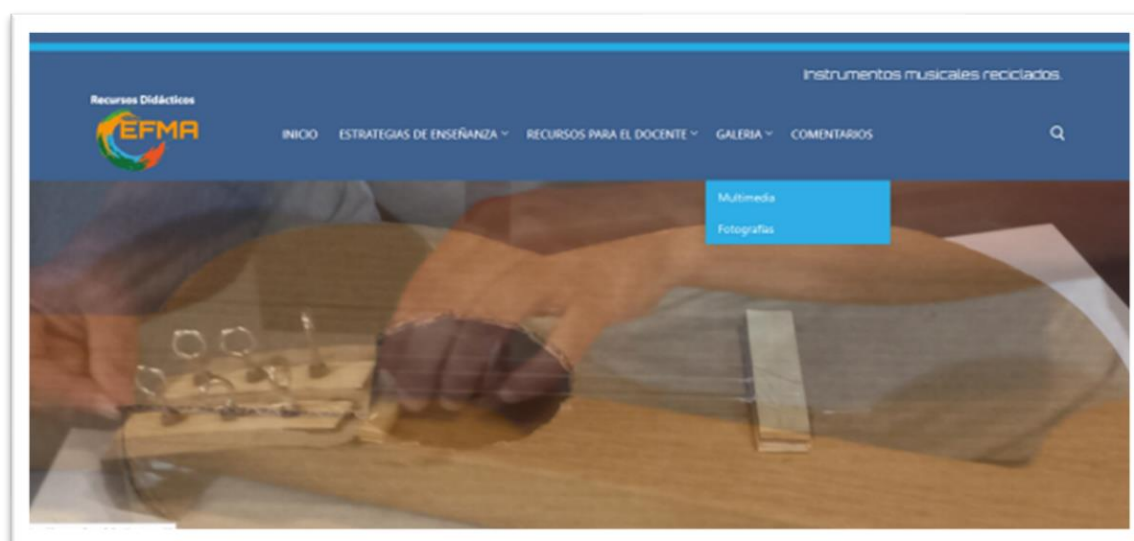 Instrumentos musicales reciclados.
Recursos Didácticos
EFMA
INICIO ESTRATEGIAS DE ENSEÑANZA RECURSOS PARA EL DOCENTE GALERIA COMENTARIOS
Multimedia
Fotografías